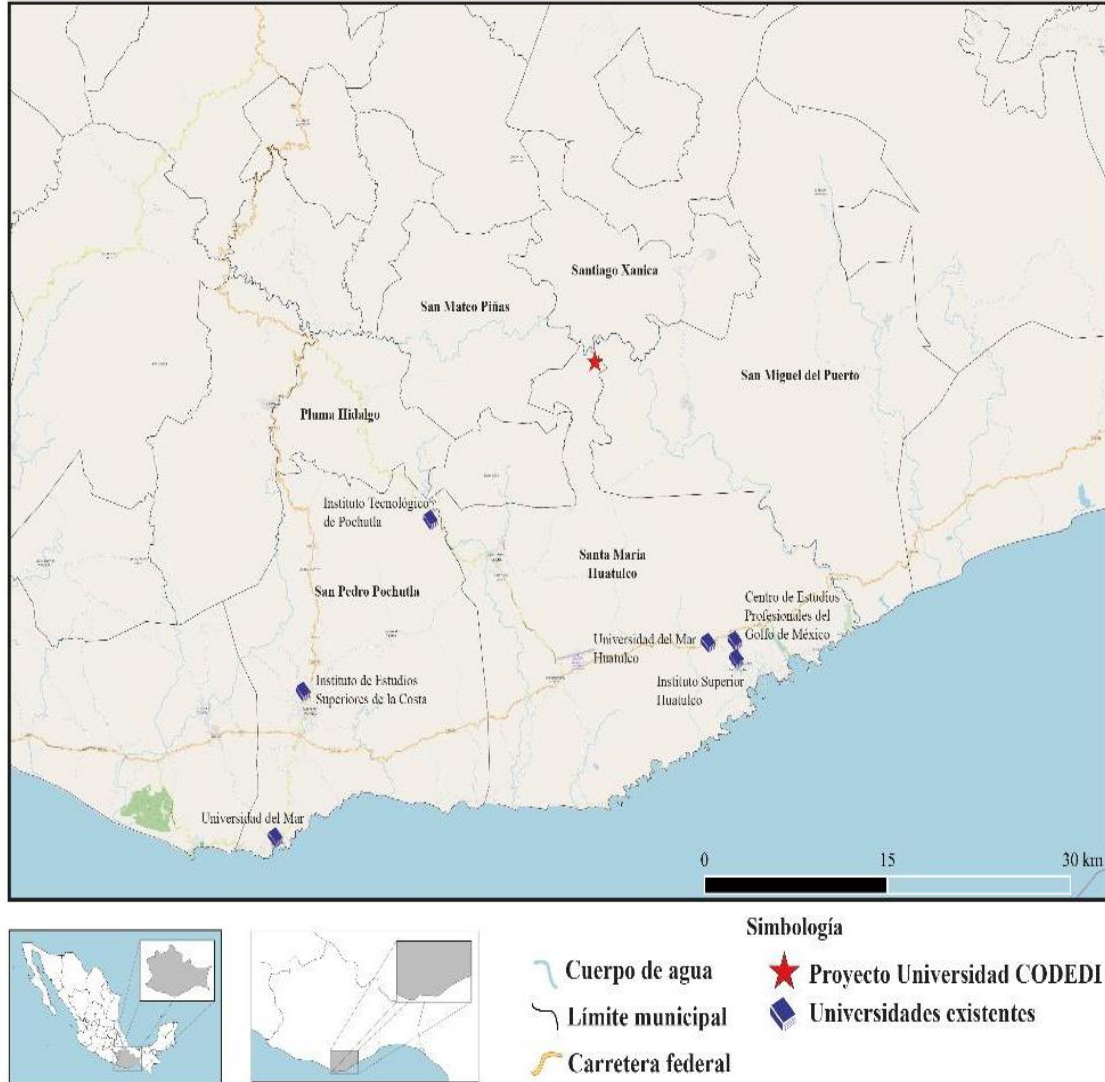 Santiago Xanica
San Mateo Piñas
San Miguel del Puerto
Pluma Hidalgo
Instituto Tecnológico
de Pochutla
Santa María
Huatulco
San Pedro Pochutla
Centro de Estudios
Profesionales del
Golfo de México
Universidad del Mar
Huatulco
Instituto Superior
Huatulco
Instituto de Estudios
Superiores de la Costa
Universidad del Mar
0
15
30 km
Simbología
Cuerpo de agua
Límite municipal
Carretera federal
Proyecto Universidad CODEDI
Universidades existentes